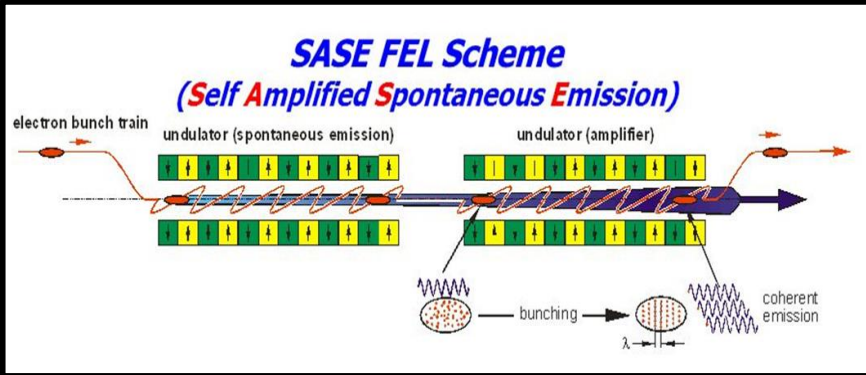 SASE FEL Scheme
(Self Amplified Spontaneous Emission)
electron bunch train
undulator (spontaneous emission)
undulator (amplifier)
bunching
coherent
emission
λ